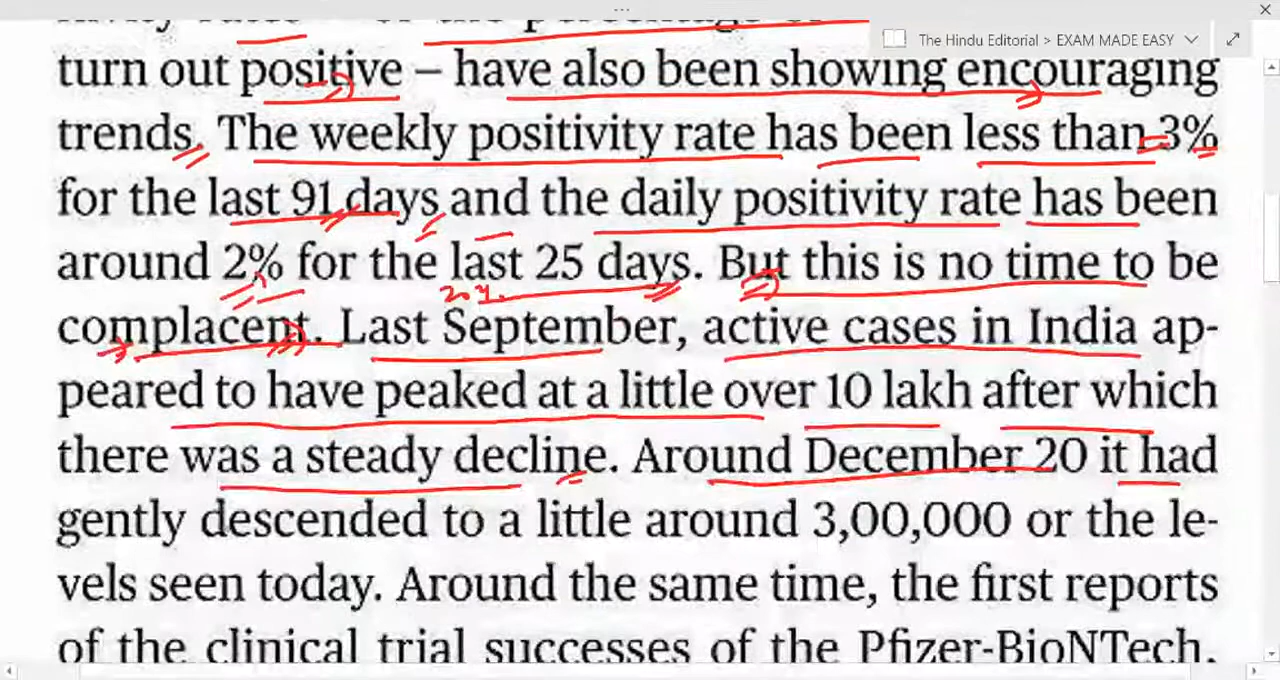 The Hindu Editorial > EXAM MADE EASY
turn out positive – have also been showing encouraging
trends. The weekly positivity rate has been less than 3%
for the last 91 days and the daily positivity rate has been
around 2% for the last 25 days. But this is no time to be
complacent. Last September, active cases in India ap-
peared to have peaked at a little over 10 lakh after which
there was a steady decline. Around December 20 it had
gently descended to a little around 3,00,000 or the le-
vels seen today. Around the same time, the first reports
of the clinical trial successes of the Pfizer-BioNTech,